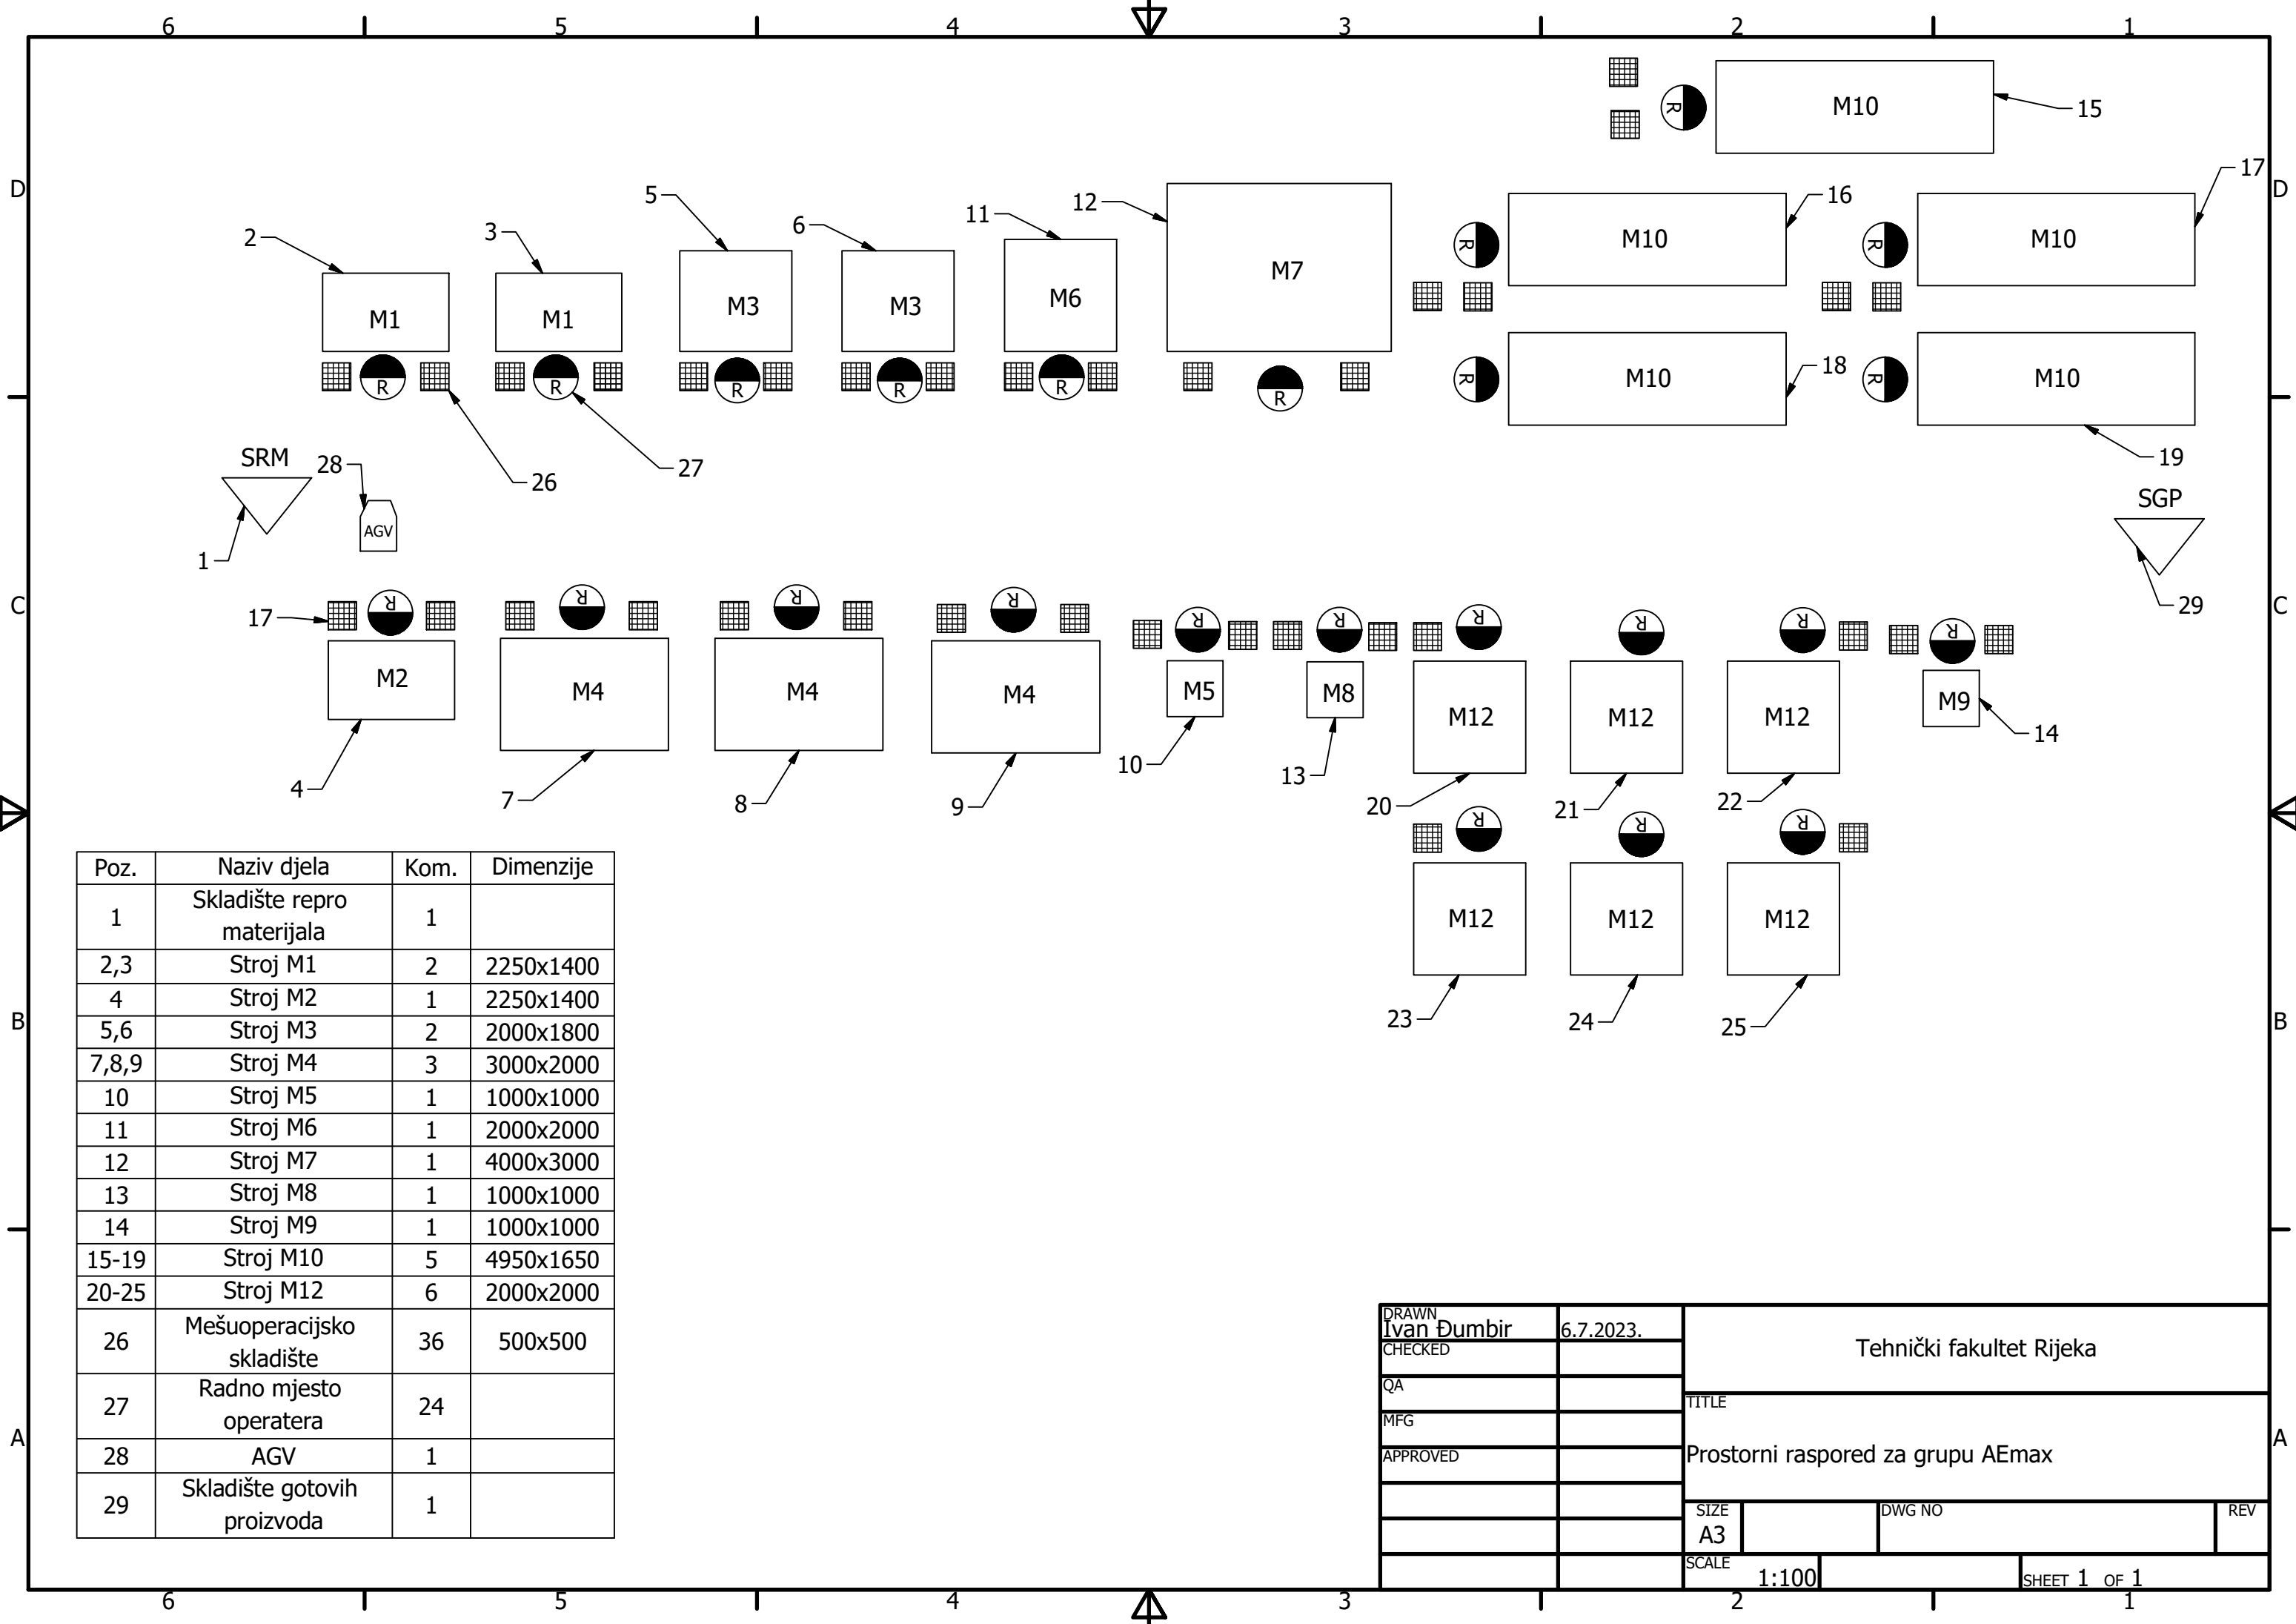 6 5 4 3 2 1
D
D
C
C
B
B
A
A
M10
15
2
3
5
6
11
12
16
17
M1
M1
M3
M3
M6
M7
M10
M10
R
R
R
R
R
R
R
R
R
M10
18
M10
R
R
19
26
27
SRM
28
AGV
1
SGP
29
17
R
R
R
R
R
R
R
R
R
R
M2
M4
M4
M4
M5
M8
M12
M12
M12
M9
14
4
7
8
9
10
13
20
21
22
R
R
R
M12
M12
M12
23
24
25
Poz. Naziv djela Kom. Dimenzije
1 Skladište repro materijala 1
2,3 Stroj M1 2 2250x1400
4 Stroj M2 1 2250x1400
5,6 Stroj M3 2 2000x1800
7,8,9 Stroj M4 3 3000x2000
10 Stroj M5 1 1000x1000
11 Stroj M6 1 2000x2000
12 Stroj M7 1 4000x3000
13 Stroj M8 1 1000x1000
14 Stroj M9 1 1000x1000
15-19 Stroj M10 5 4950x1650
20-25 Stroj M12 6 2000x2000
26 Mešuoperacijsko skladište 36 500x500
27 Radno mjesto operatera 24
28 AGV 1
29 Skladište gotovih proizvoda 1
DRAWN
Ivan Đumbir 6.7.2023.
CHECKED
QA
MFG
APPROVED
Tehnički fakultet Rijeka
TITLE
Prostorni raspored za grupu AEmax
SIZE
A3
DWG NO
REV
SCALE
1:100
SHEET 1 OF 1
6 5 4 3 2 1